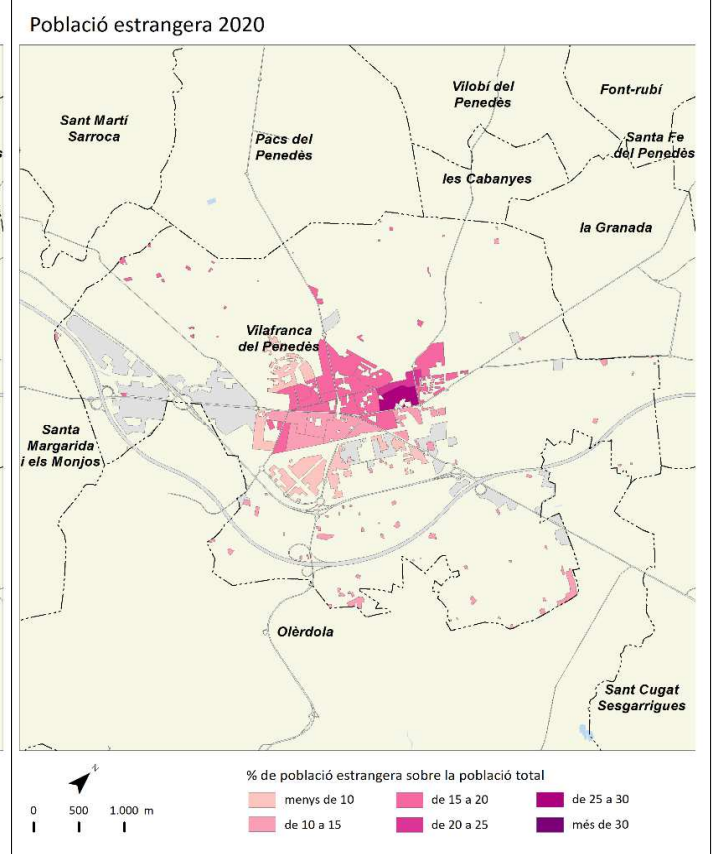 Població estrangera 2020
Vilobí del
Penedès
Font-rubí
Sant Martí
Sarroca
Pacs del
Penedès
Santa Fe
del Penedès
les Cabanyes
la Granada
Vilafranca
del Penedès
Santa
Margarida
i els Monjos
Olèrdola
Sant Cugat
Sesgarrigues
N
0 500 1.000 m
% de població estrangera sobre la població total
menys de 10
de 15 a 20
de 25 a 30
de 10 a 15
de 20 a 25
més de 30